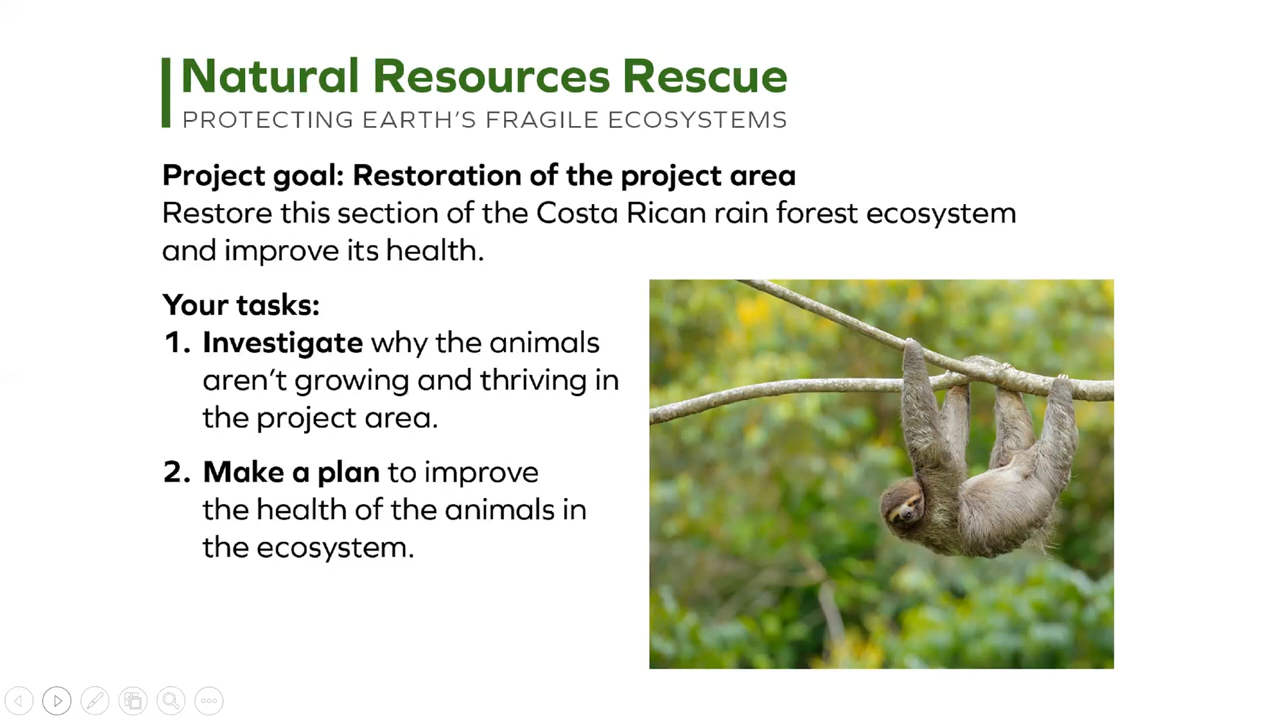 Natural Resources Rescue
PROTECTING EARTH'S FRAGILE ECOSYSTEMS
Project goal: Restoration of the project area
Restore this section of the Costa Rican rain forest ecosystem
and improve its health.
Your tasks:
1. Investigate why the animals
aren't growing and thriving in
the project area.
2. Make a plan to improve
the health of the animals in
the ecosystem.